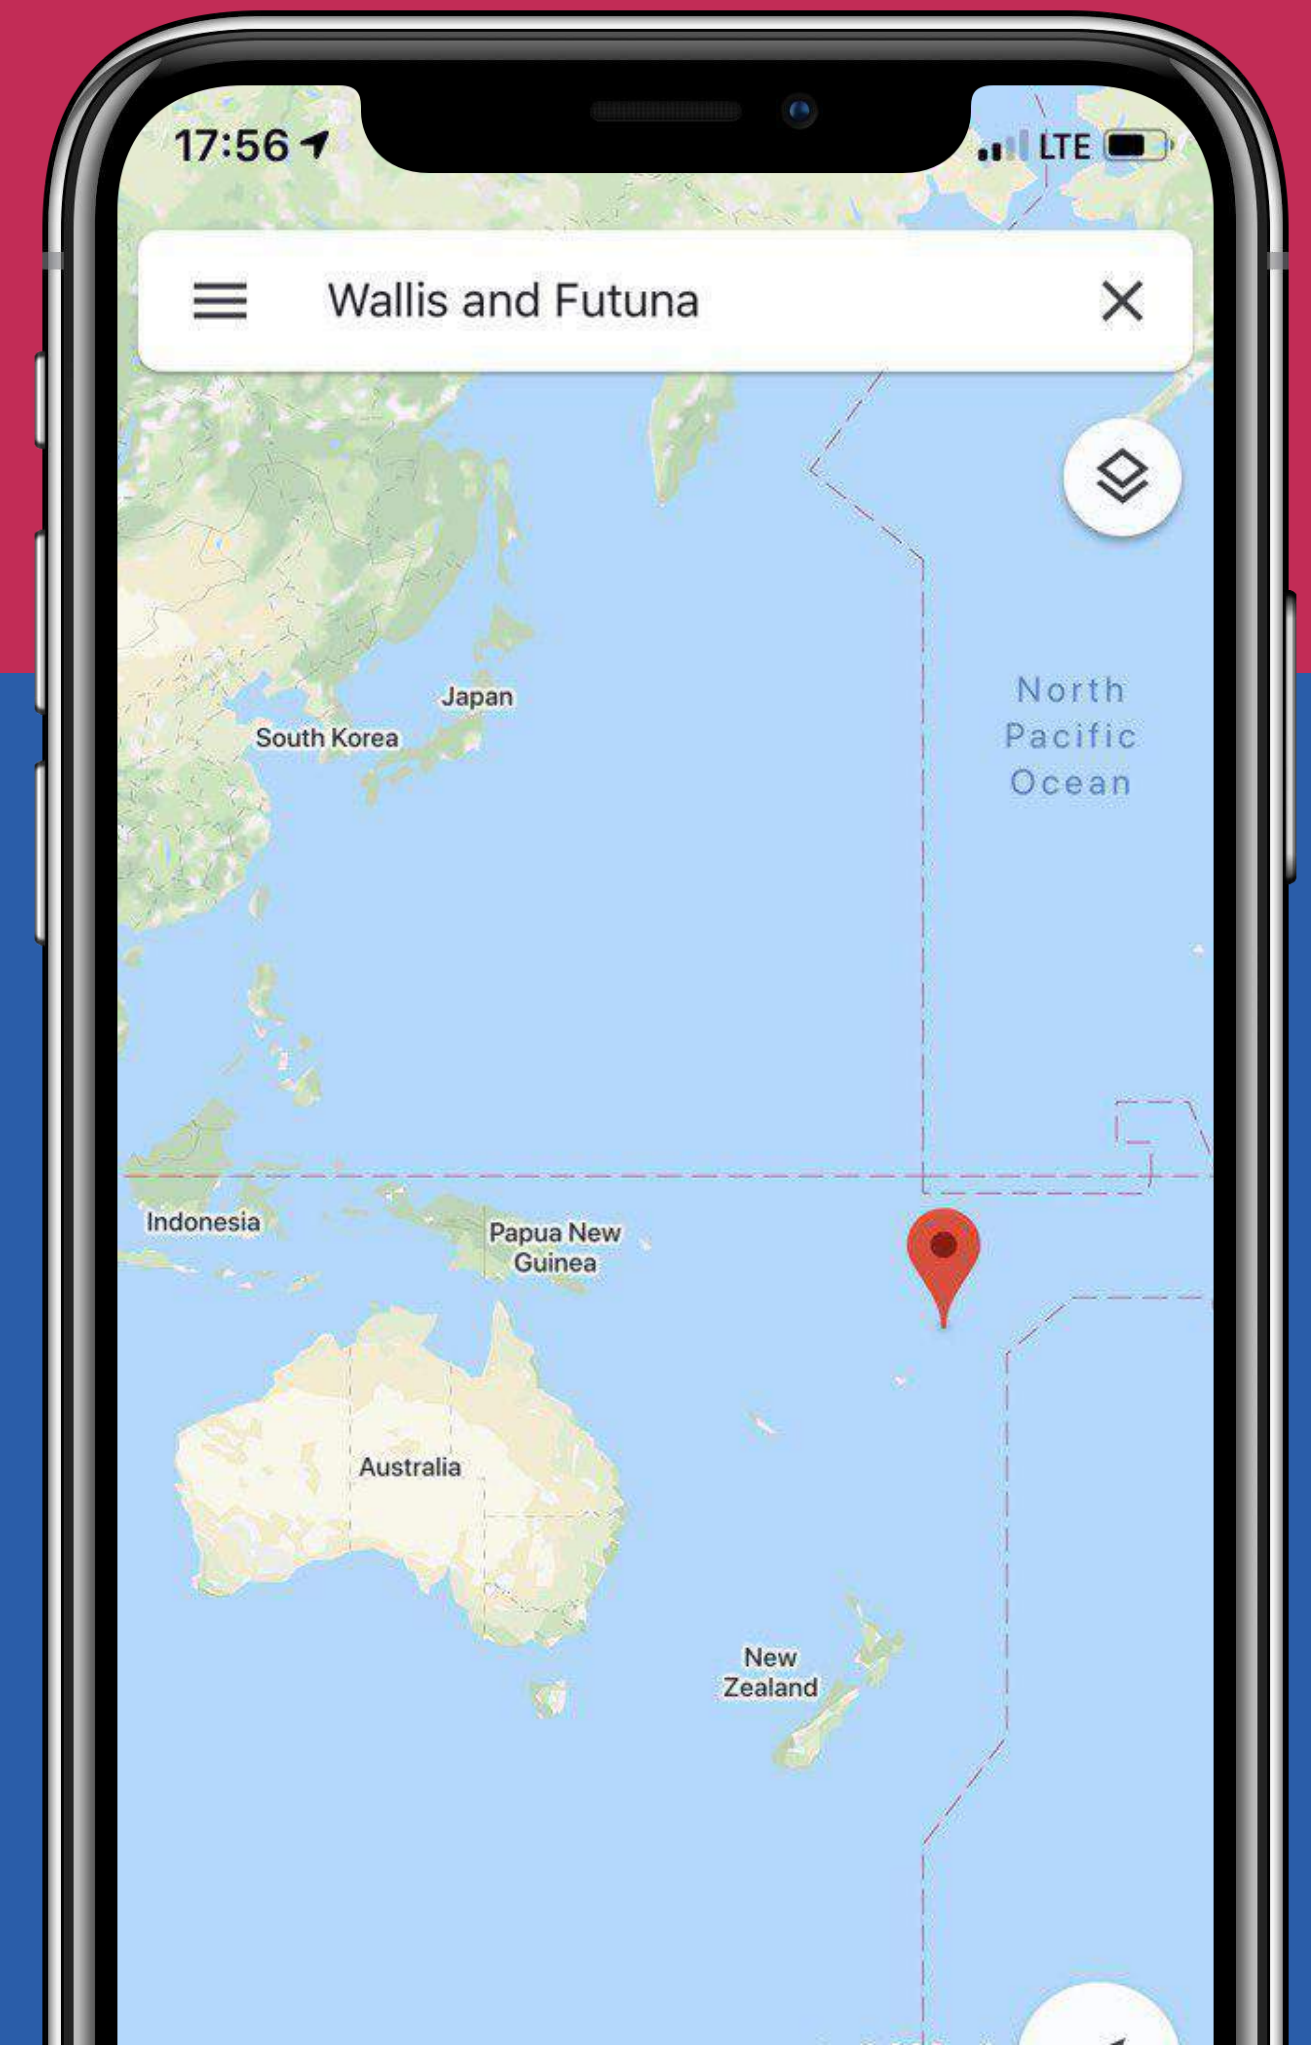 17:56
LTE
Wallis and Futuna
North
Pacific
Ocean
Japan
South Korea
Indonesia
Papua New
Guinea
Australia
New
Zealand